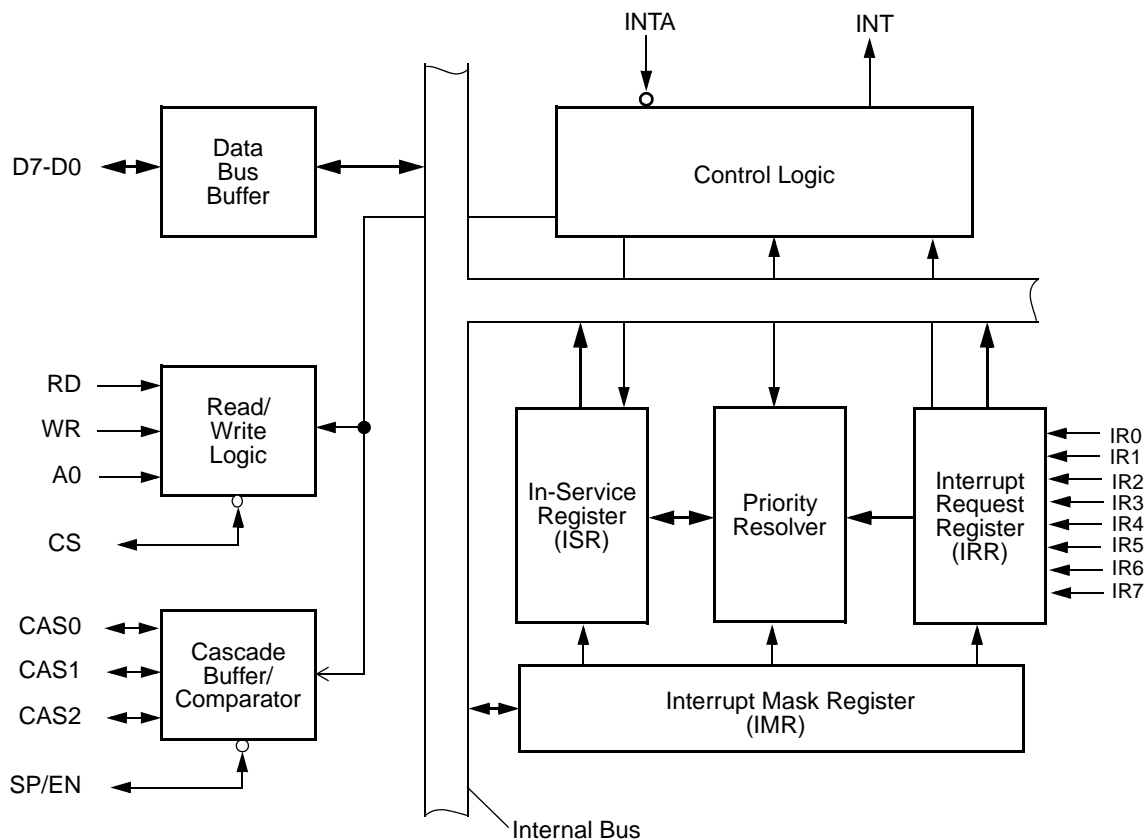 INTA
INT
D7-D0
Data
Bus
Buffer
Control Logic
RD
WR
A0
Read/
Write
Logic
CS
In-Service
Register
(ISR)
Priority
Resolver
Interrupt
Request
Register
(IRR)
IR0
IR1
IR2
IR3
IR4
IR5
IR6
IR7
CAS0
CAS1
CAS2
Cascade
Buffer/
Comparator
SP/EN
Interrupt Mask Register
(IMR)
Internal Bus